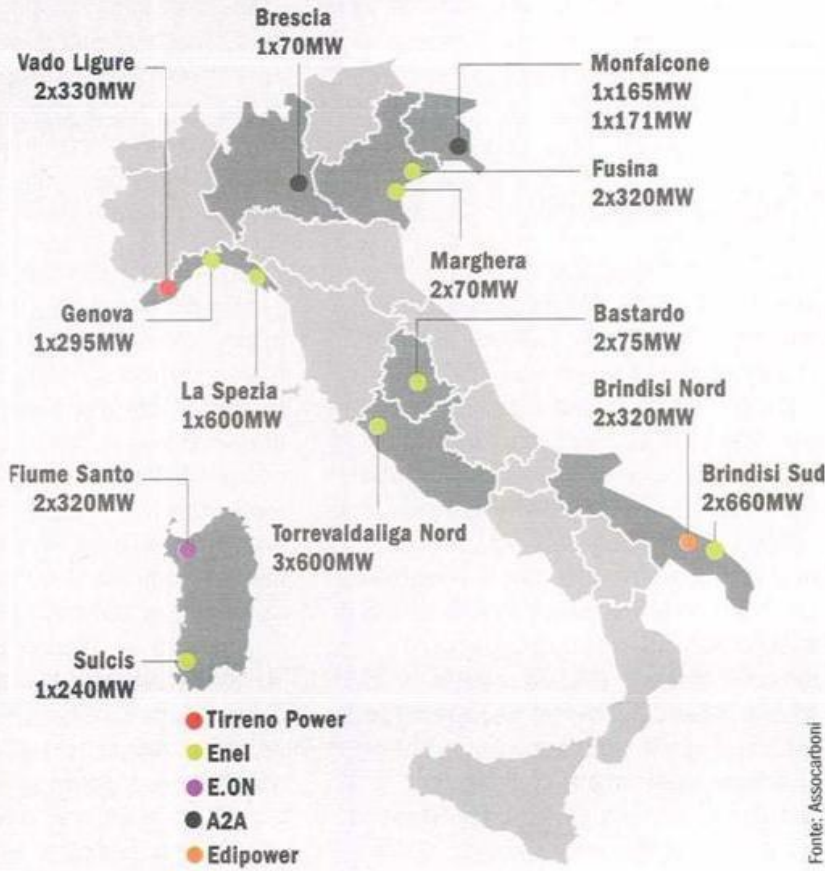 Brescia
1x70MW
Vado Ligure
2x330MW
Monfalcone
1x165MW
1x171MW
Fusina
2x320MW
Marghera
2x70MW
Genova
1x295MW
Bastardo
2x75MW
La Spezia
1x600MW
Brindisi Nord
2x320MW
Fiume Santo
2x320MW
Brindisi Sud
2x660MW
Torrevaldaliga Nord
3x600MW
Sulcis
1x240MW
Tirreno Power
Enel
E.ON
A2A
Edipower
Fonte: Assocarboni